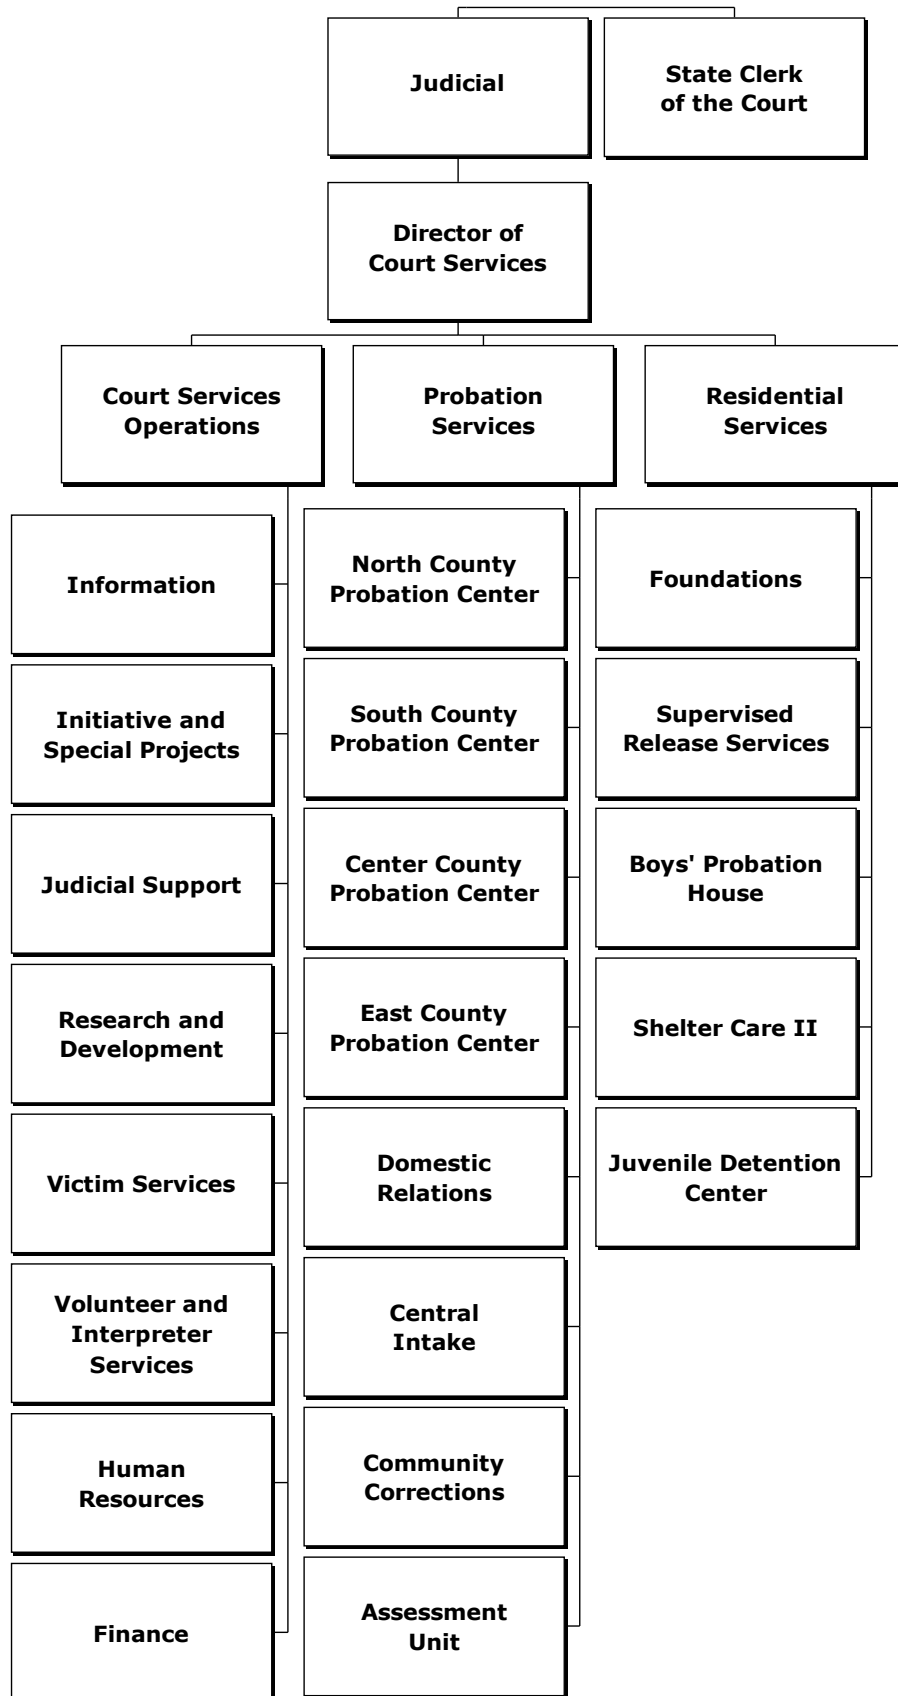 Judicial
State Clerk
of the Court
Director of
Court Services
Court Services
Operations
Probation
Services
Residential
Services
Information
Initiative and
Special Projects
Judicial Support
Research and
Development
Victim Services
Volunteer and
Interpreter
Services
Human
Resources
Finance
North County
Probation Center
South County
Probation Center
Center County
Probation Center
East County
Probation Center
Domestic
Relations
Central
Intake
Community
Corrections
Assessment
Unit
Foundations
Supervised
Release Services
Boys' Probation
House
Shelter Care II
Juvenile Detention
Center